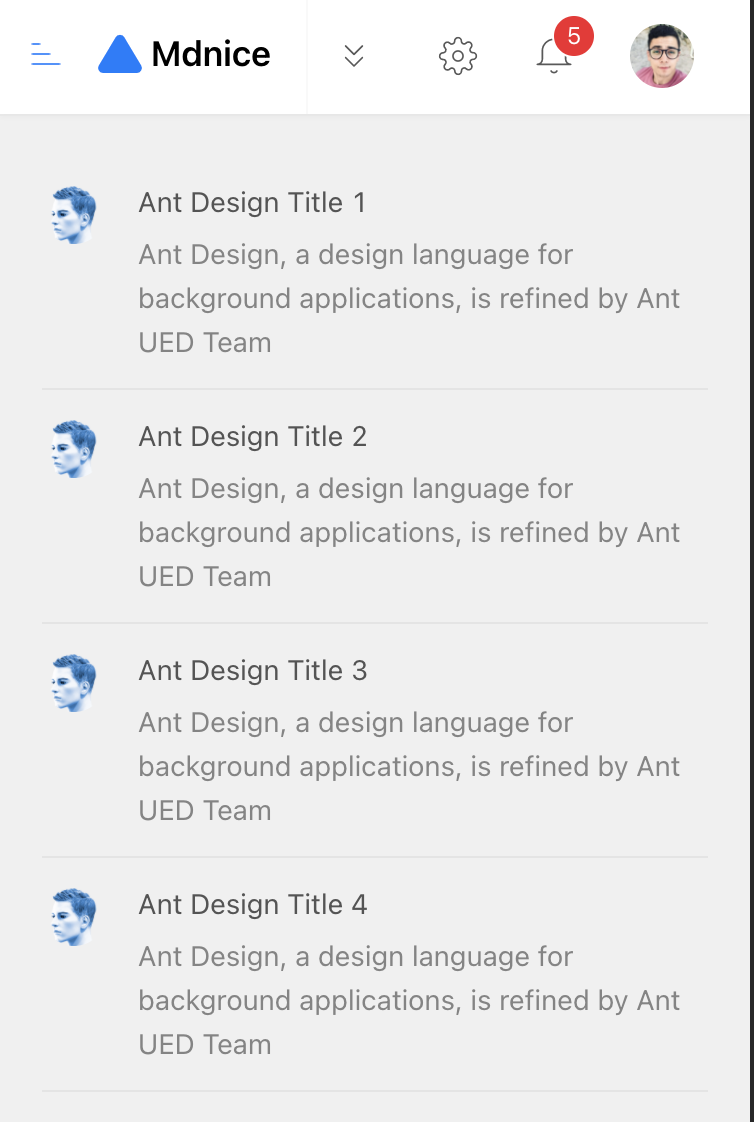 Mdnice
5
Ant Design Title 1
Ant Design, a design language for
background applications, is refined by Ant
UED Team
Ant Design Title 2
Ant Design, a design language for
background applications, is refined by Ant
UED Team
Ant Design Title 3
Ant Design, a design language for
background applications, is refined by Ant
UED Team
Ant Design Title 4
Ant Design, a design language for
background applications, is refined by Ant
UED Team